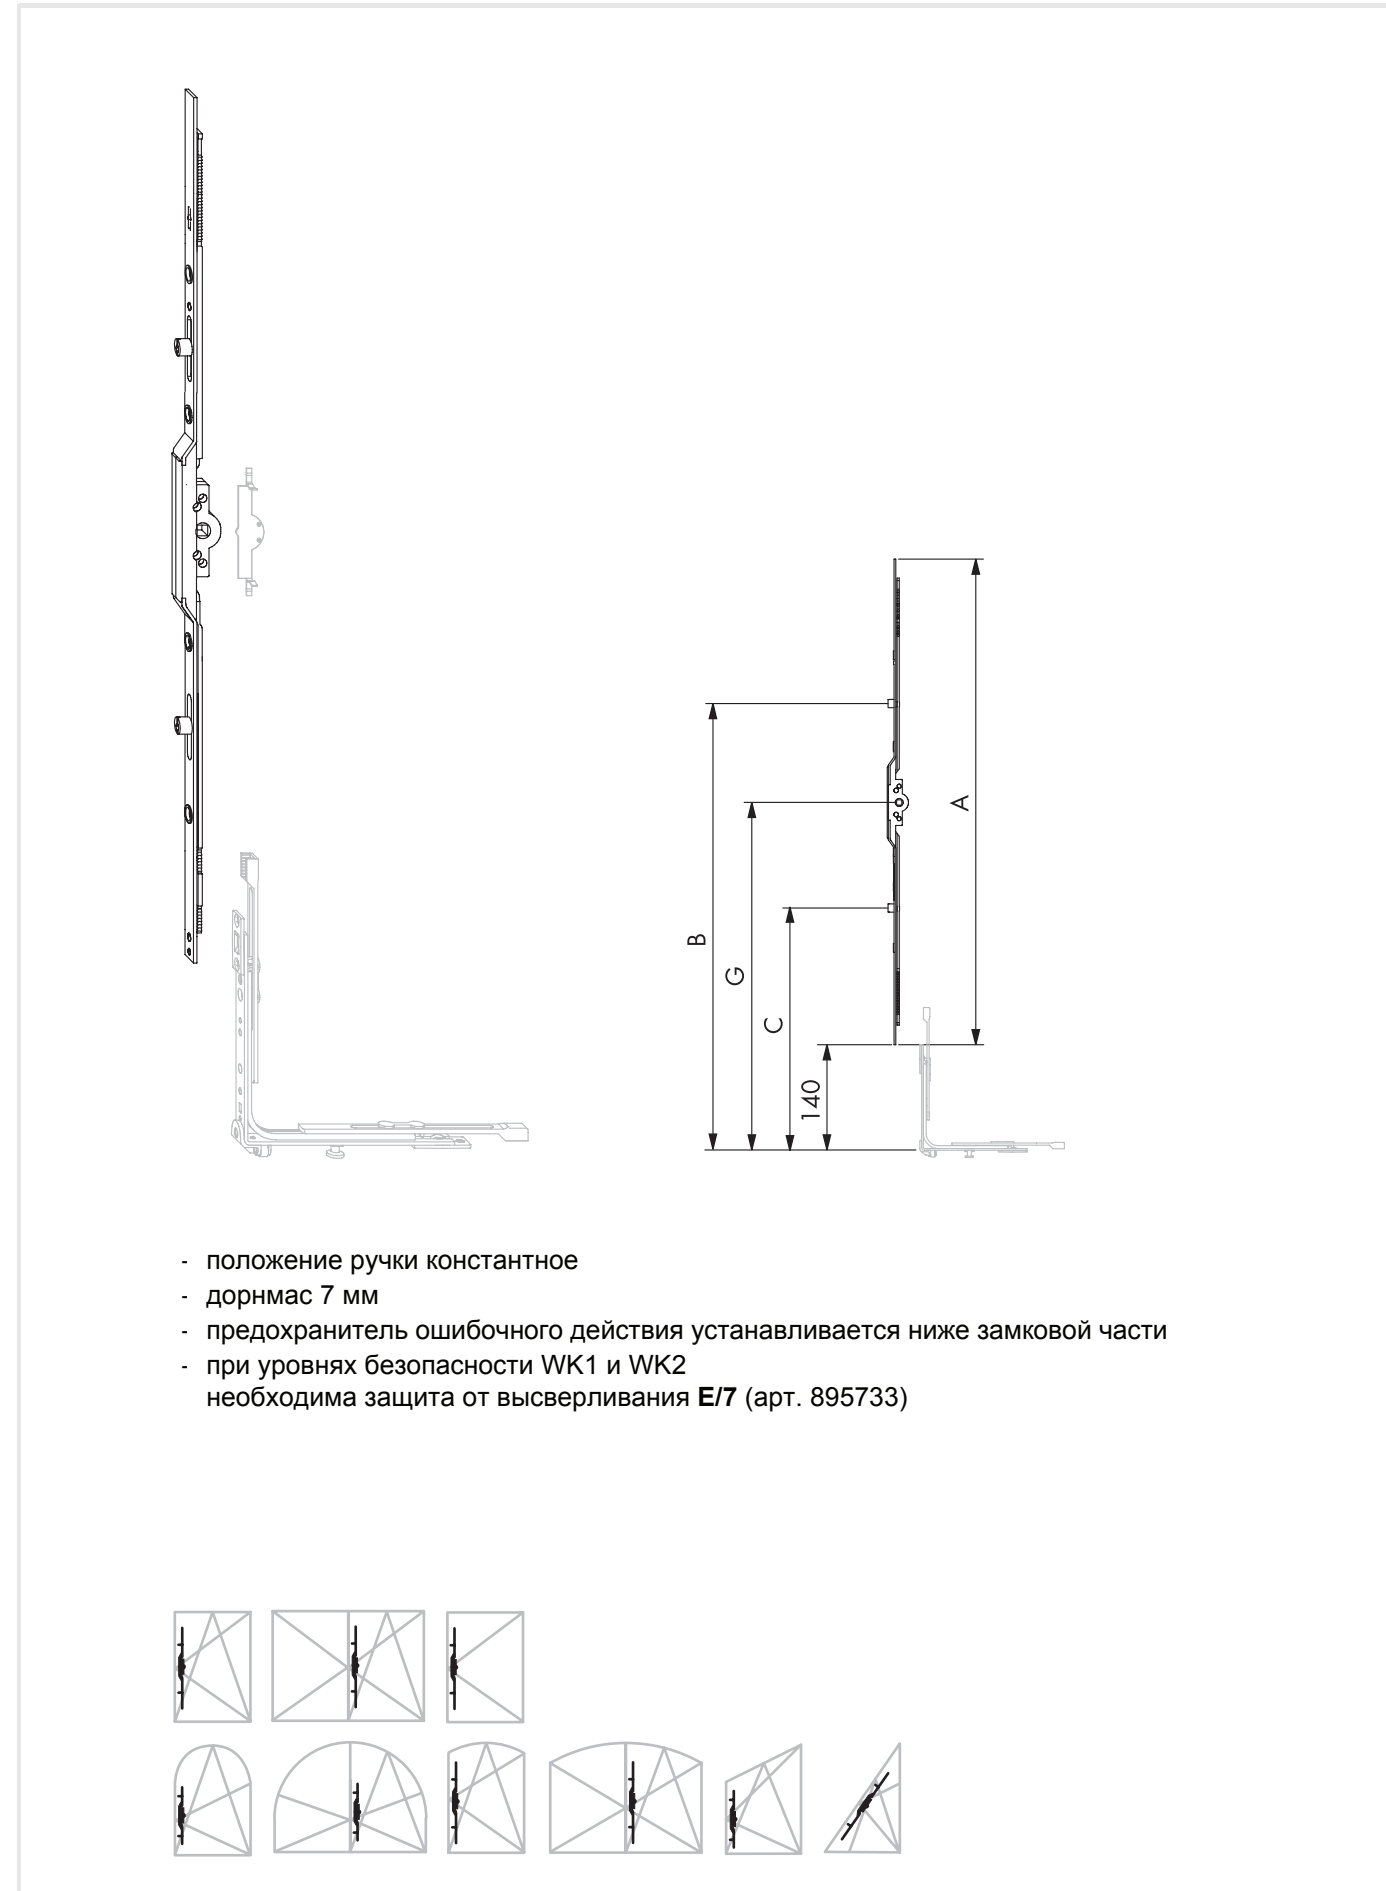 A
B
G
C
140
- положение ручки константное
- дорнмас 7 мм
- предохранитель ошибочного действия устанавливается ниже замковой части
- при уровнях безопасности WK1 и WK2
необходима защита от высверливания E/7 (арт. 895733)